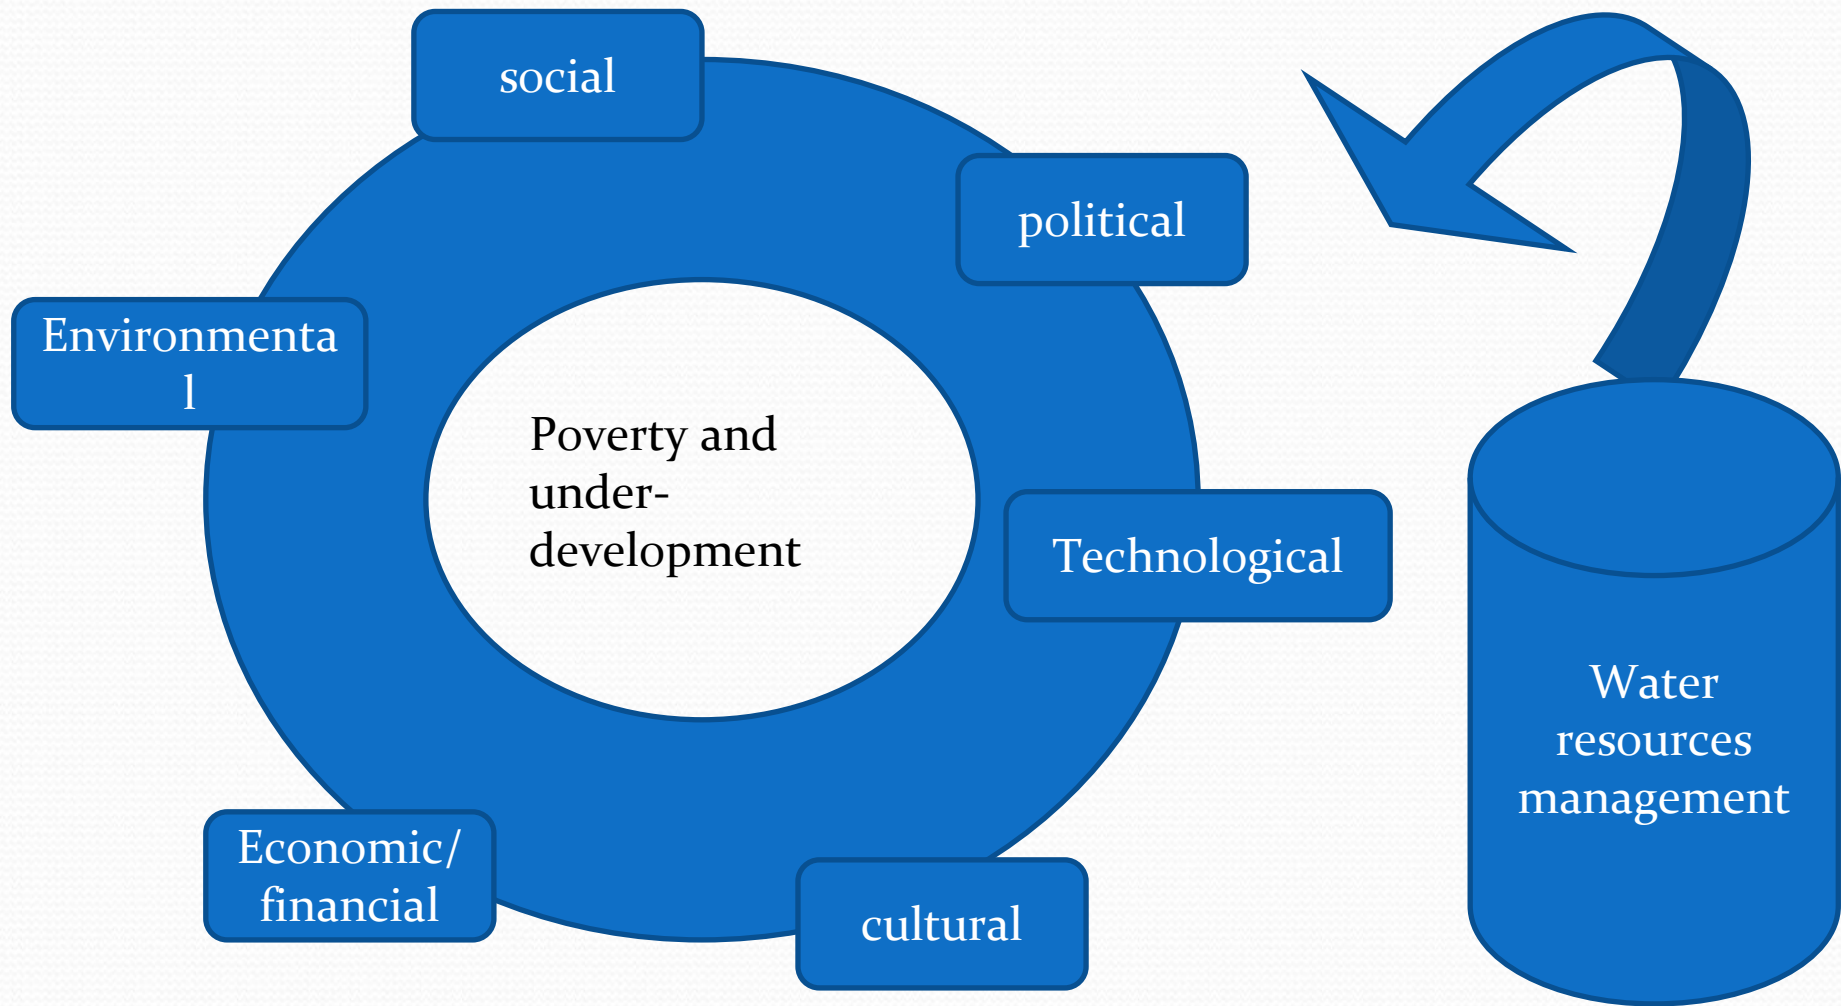 social
political
Environmenta
l
Poverty and
under-
development
Technological
Water
resources
management
Economic/
financial
cultural